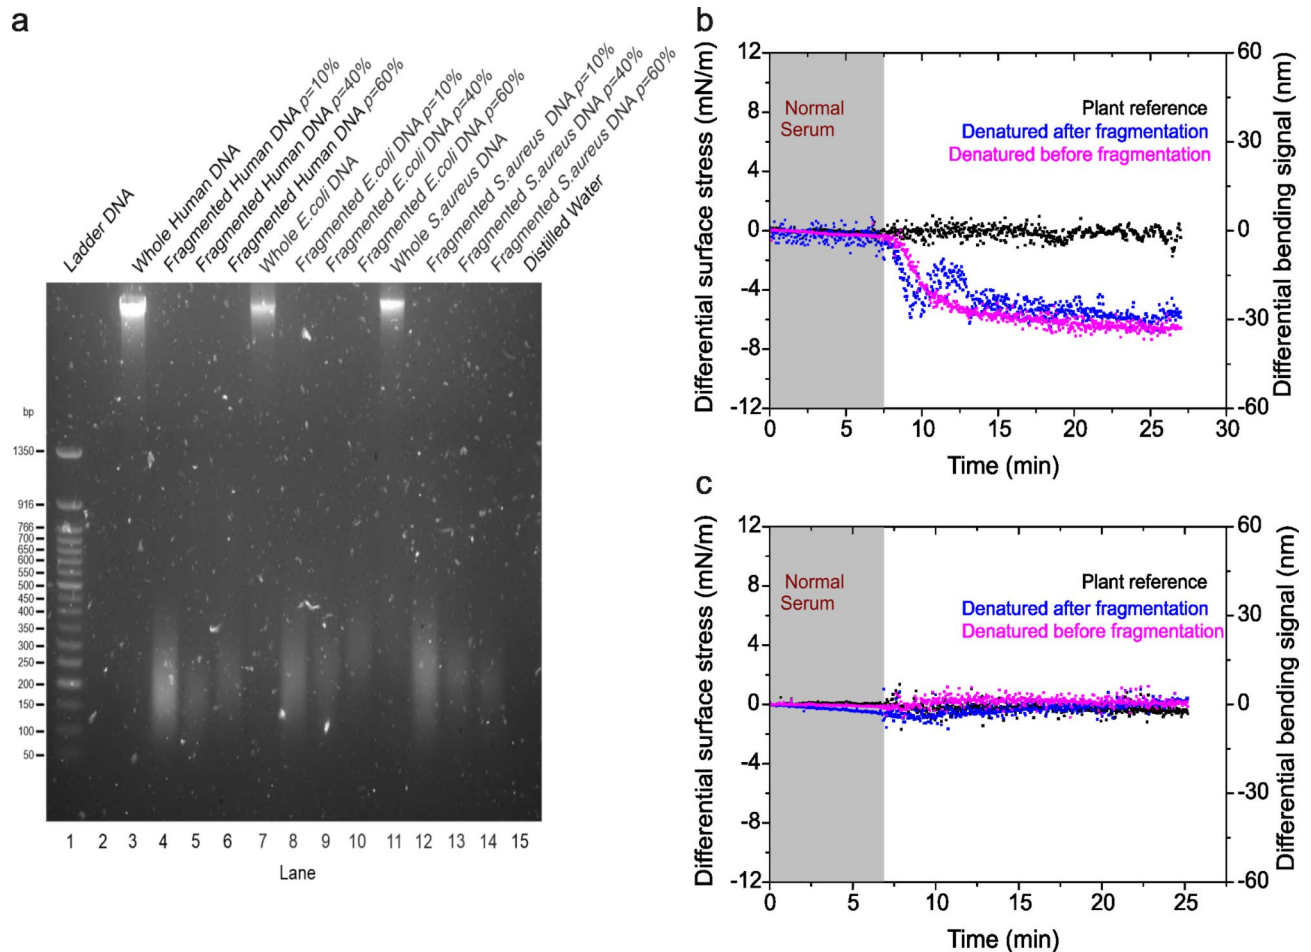 a
Ladder DNA
Whole Human DNA
Fragmented Human DNA p=10%
Fragmented Human DNA p=40%
Fragmented Human DNA p=60%
Whole E.coli DNA
Fragmented E.coli DNA p=10%
Fragmented E.coli DNA p=40%
Fragmented E.coli DNA p=60%
Whole S.aureus DNA
Fragmented S.aureus DNA p=10%
Fragmented S.aureus DNA p=40%
Fragmented S.aureus DNA p=60%
Distilled Water
bp
1350
916
766
700
650
600
550
500
450
400
350
300
250
200
150
100
50
1 2 3 4 5 6 7 8 9 10 11 12 13 14 15
Lane
b
Differential surface stress (mN/m)
12
8
4
0
-4
-8
-12
Normal
Serum
Plant reference
Denatured after fragmentation
Denatured before fragmentation
60
30
0
-30
-60
Differential bending signal (nm)
0 5 10 15 20 25 30
Time (min)
c
Differential surface stress (mN/m)
12
8
4
0
-4
-8
-12
Normal
Serum
Plant reference
Denatured after fragmentation
Denatured before fragmentation
60
30
0
-30
-60
Differential bending signal (nm)
0 5 10 15 20 25
Time (min)